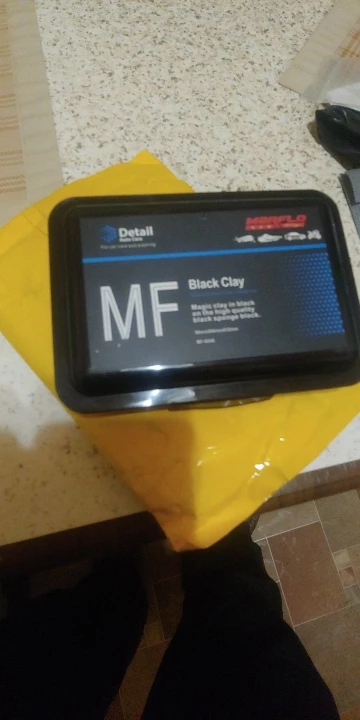 Detail
Auto Care
MARFLO
MF
Black Clay
Magic clay in black
on the high quality
black sponge block.